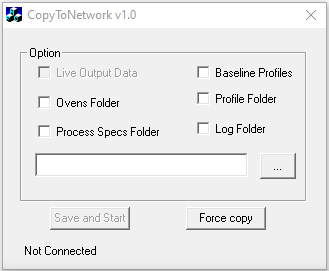 CopyToNetwork v1.0
Option
Live Output Data
Baseline Profiles
Ovens Folder
Profile Folder
Process Specs Folder
Log Folder
...
Save and Start
Force copy
Not Connected